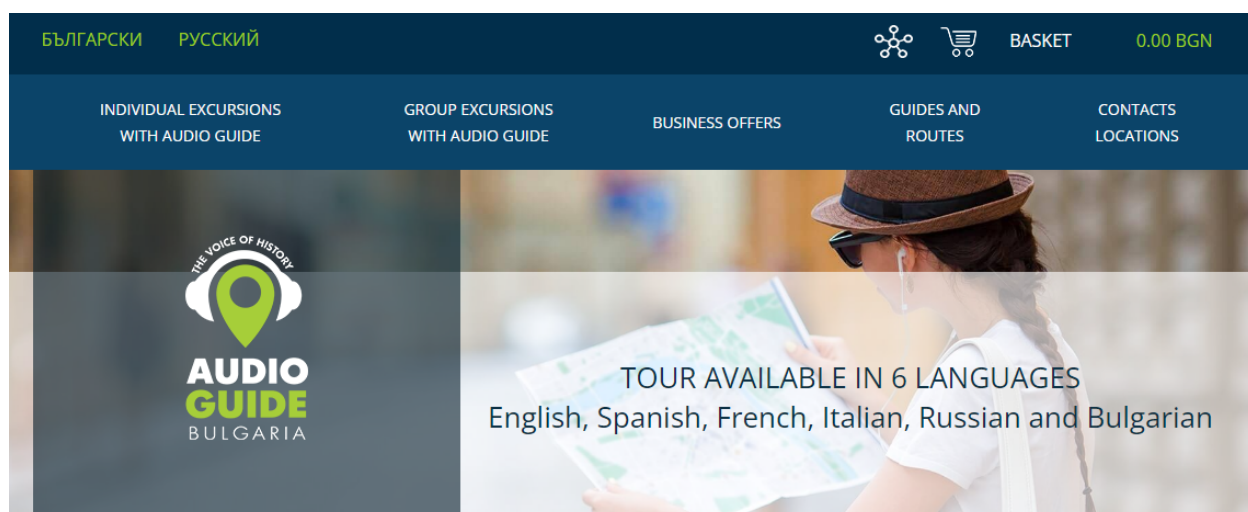 БЪЛГАРСКИ РУССКИЙ BASKET 0.00 BGN
INDIVIDUAL EXCURSIONS
WITH AUDIO GUIDE
GROUP EXCURSIONS
WITH AUDIO GUIDE
BUSINESS OFFERS
GUIDES AND
ROUTES
CONTACTS
LOCATIONS
THE VOICE OF HISTORY
AUDIO
GUIDE
BULGARIA
TOUR AVAILABLE IN 6 LANGUAGES
English, Spanish, French, Italian, Russian and Bulgarian